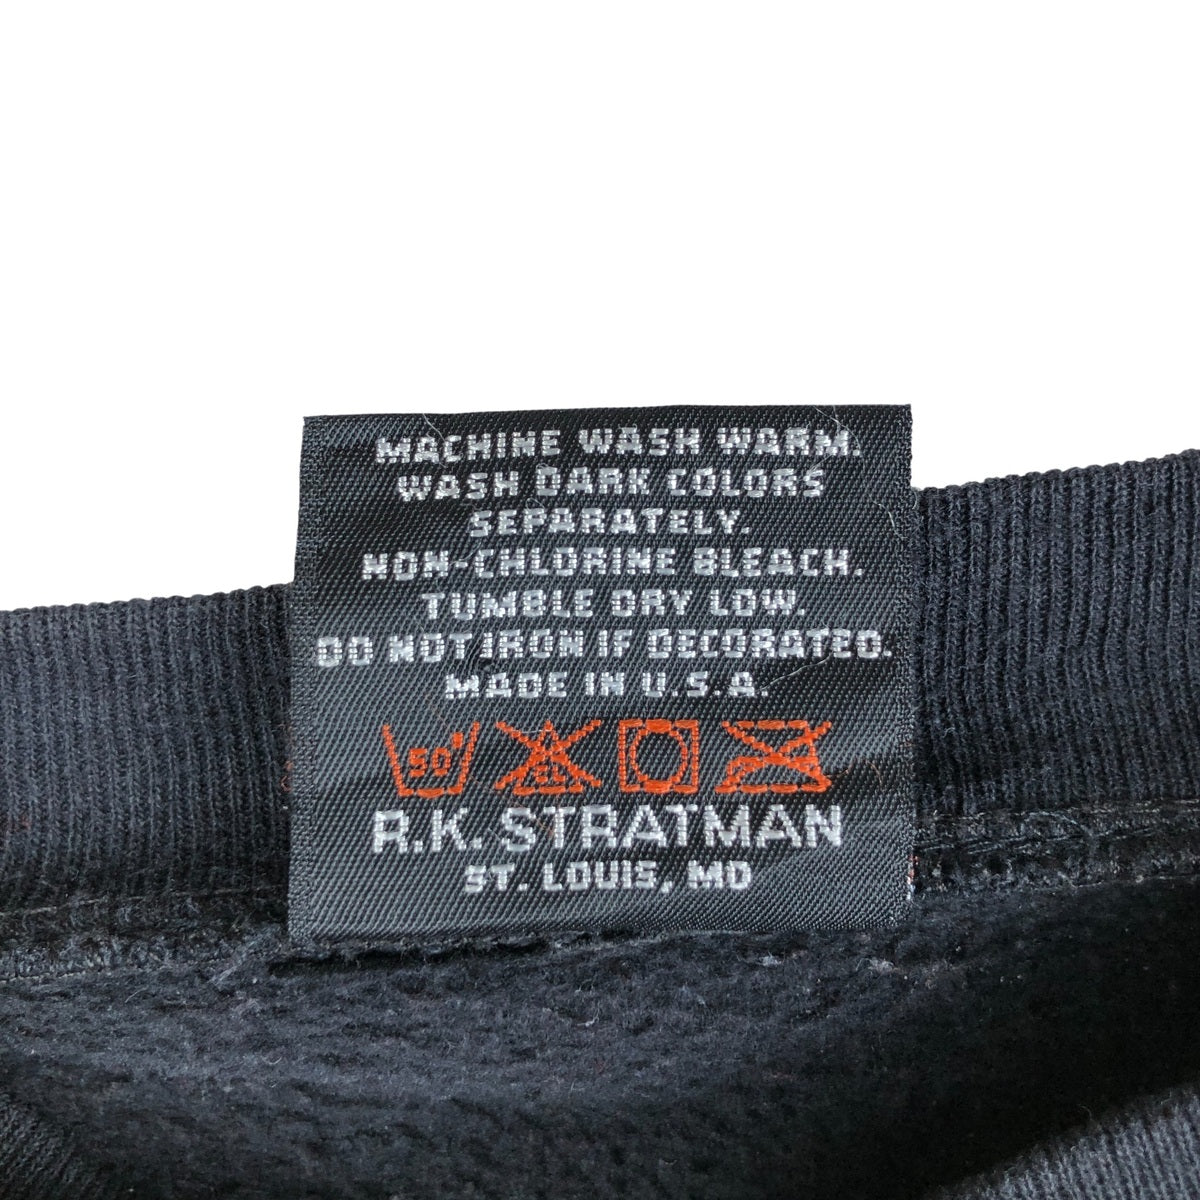 MACHINE WASH WARM.
WASH DARK COLORS
SEPARATELY.
NON-CHLORINE BLEACH.
TUMBLE DRY LOW.
DO NOT IRON IF DECORATED.
MADE IN U.S.A.
50° CL
R.K. STRATMAN
ST. LOUIS, MO